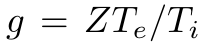 g = ZT_e/T_i